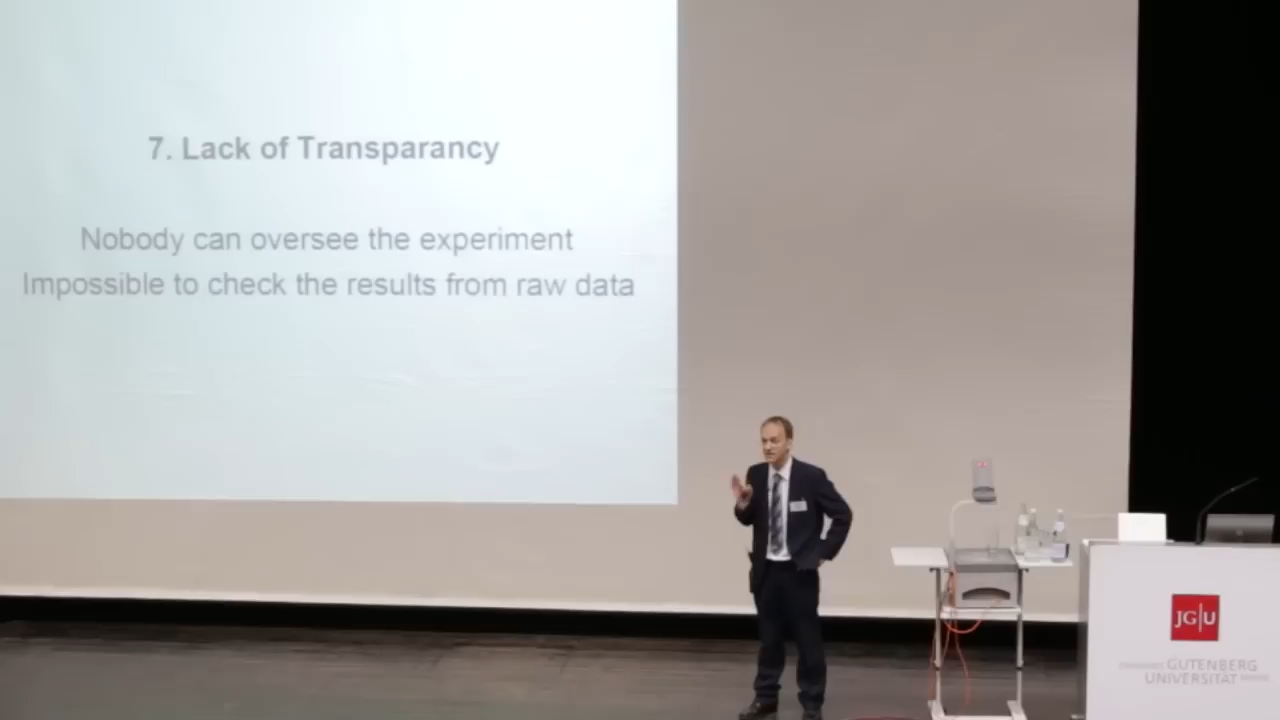 7. Lack of Transparancy
Nobody can oversee the experiment
Impossible to check the results from raw data
JG|U
GUTENBERG
UNIVERSITÄT